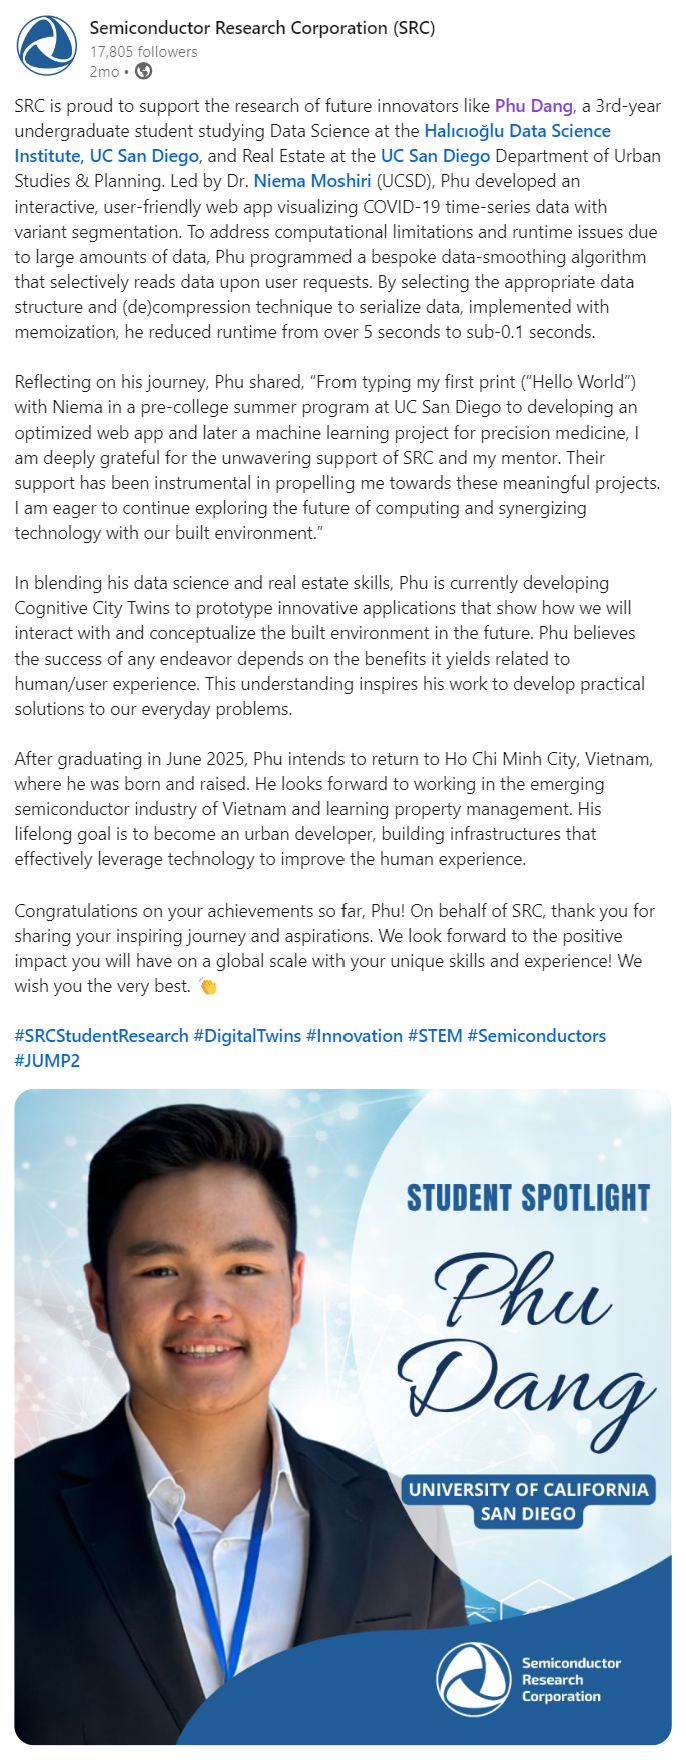 Semiconductor Research Corporation (SRC)
17,805 followers
2mo •
SRC is proud to support the research of future innovators like Phu Dang, a 3rd-year
undergraduate student studying Data Science at the Halıcıoğlu Data Science
Institute, UC San Diego, and Real Estate at the UC San Diego Department of Urban
Studies & Planning. Led by Dr. Niema Moshiri (UCSD), Phu developed an
interactive, user-friendly web app visualizing COVID-19 time-series data with
variant segmentation. To address computational limitations and runtime issues due
to large amounts of data, Phu programmed a bespoke data-smoothing algorithm
that selectively reads data upon user requests. By selecting the appropriate data
structure and (de)compression technique to serialize data, implemented with
memoization, he reduced runtime from over 5 seconds to sub-0.1 seconds.
Reflecting on his journey, Phu shared, “From typing my first print (“Hello World”)
with Niema in a pre-college summer program at UC San Diego to developing an
optimized web app and later a machine learning project for precision medicine, I
am deeply grateful for the unwavering support of SRC and my mentor. Their
support has been instrumental in propelling me towards these meaningful projects.
I am eager to continue exploring the future of computing and synergizing
technology with our built environment.”
In blending his data science and real estate skills, Phu is currently developing
Cognitive City Twins to prototype innovative applications that show how we will
interact with and conceptualize the built environment in the future. Phu believes
the success of any endeavor depends on the benefits it yields related to
human/user experience. This understanding inspires his work to develop practical
solutions to our everyday problems.
After graduating in June 2025, Phu intends to return to Ho Chi Minh City, Vietnam,
where he was born and raised. He looks forward to working in the emerging
semiconductor industry of Vietnam and learning property management. His
lifelong goal is to become an urban developer, building infrastructures that
effectively leverage technology to improve the human experience.
Congratulations on your achievements so far, Phu! On behalf of SRC, thank you for
sharing your inspiring journey and aspirations. We look forward to the positive
impact you will have on a global scale with your unique skills and experience! We
wish you the very best. 👏
#SRCStudentResearch #DigitalTwins #Innovation #STEM #Semiconductors
#JUMP2
STUDENT SPOTLIGHT
Phu
Dang
UNIVERSITY OF CALIFORNIA
SAN DIEGO
Semiconductor
Research
Corporation